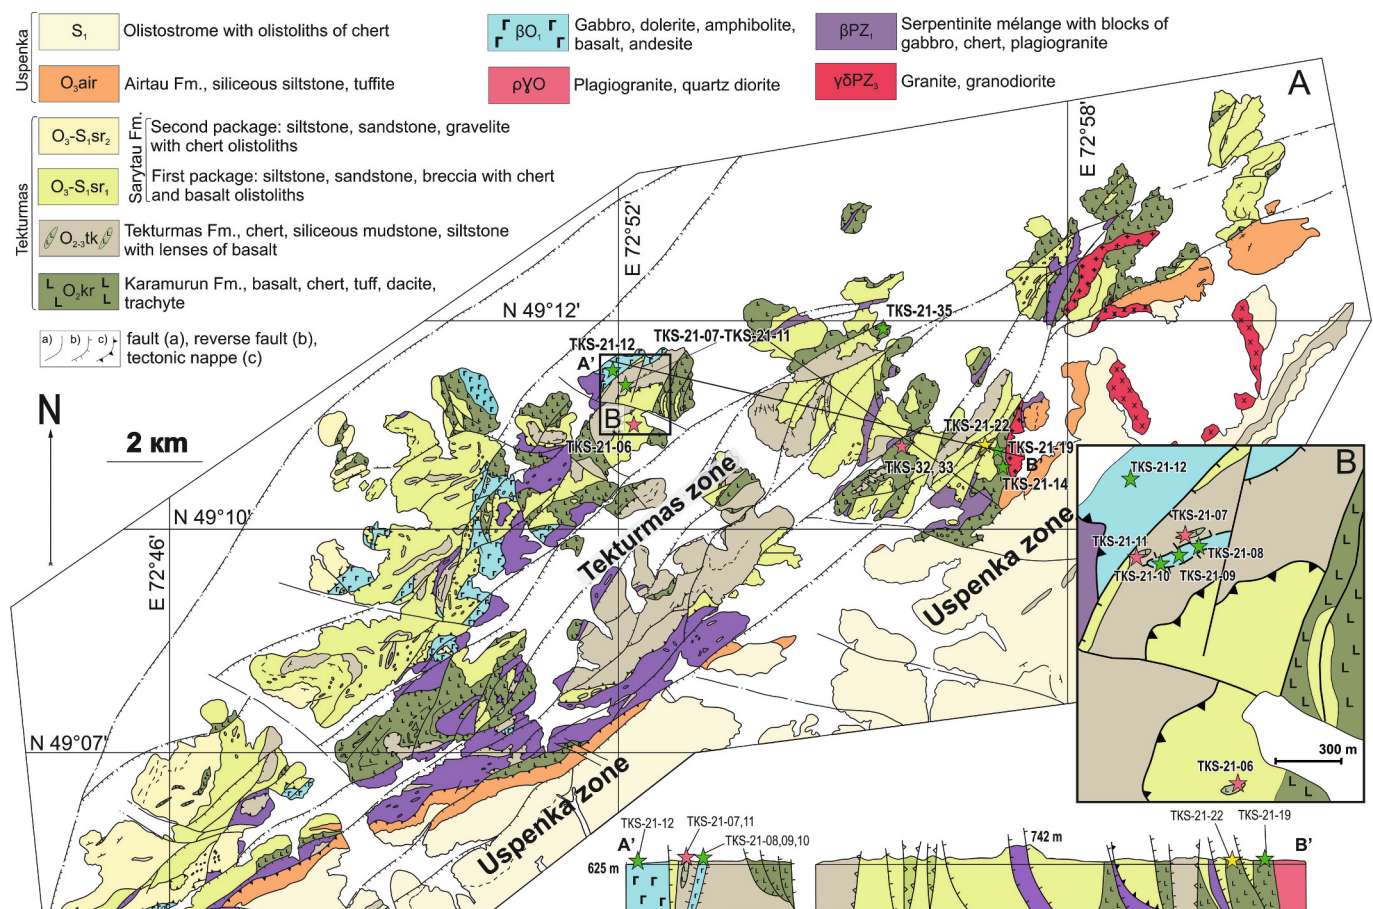 Uspenka
S1
Olistostrome with olistoliths of chert
O3air
Airtau Fm., siliceous siltstone, tuffite
Tekturmas
Sarytau Fm.
O3-S1sr2
Second package: siltstone, sandstone, gravelite
with chert olistoliths
O3-S1sr1
First package: siltstone, sandstone, breccia with chert
and basalt olistoliths
O2-3tk
Tekturmas Fm., chert, siliceous mudstone, siltstone
with lenses of basalt
O2kr
Karamurun Fm., basalt, chert, tuff, dacite,
trachyte
a) b) c)
fault (a), reverse fault (b),
tectonic nappe (c)
βO1
Gabbro, dolerite, amphibolite,
basalt, andesite
ρɣO
Plagiogranite, quartz diorite
βPZ1
Serpentinite mélange with blocks of
gabbro, chert, plagiogranite
γδPZ3
Granite, granodiorite
A
E 72°58'
E 72°52'
N 49°12'
TKS-21-35
TKS-21-07-TKS-21-11
TKS-21-12
A'
B
TKS-21-06
N
2 км
TKS-21-22
TKS-21-19
B'
TKS-32, 33
TKS-21-14
Tekturmas zone
Uspenka zone
N 49°10'
E 72°46'
N 49°07'
Uspenka zone
B
TKS-21-12
TKS-21-07
TKS-21-11
TKS-21-08
TKS-21-10
TKS-21-09
300 m
TKS-21-06
TKS-21-12
TKS-21-07,11
A'
TKS-21-08,09,10
625 m
742 m
TKS-21-22
TKS-21-19
B'